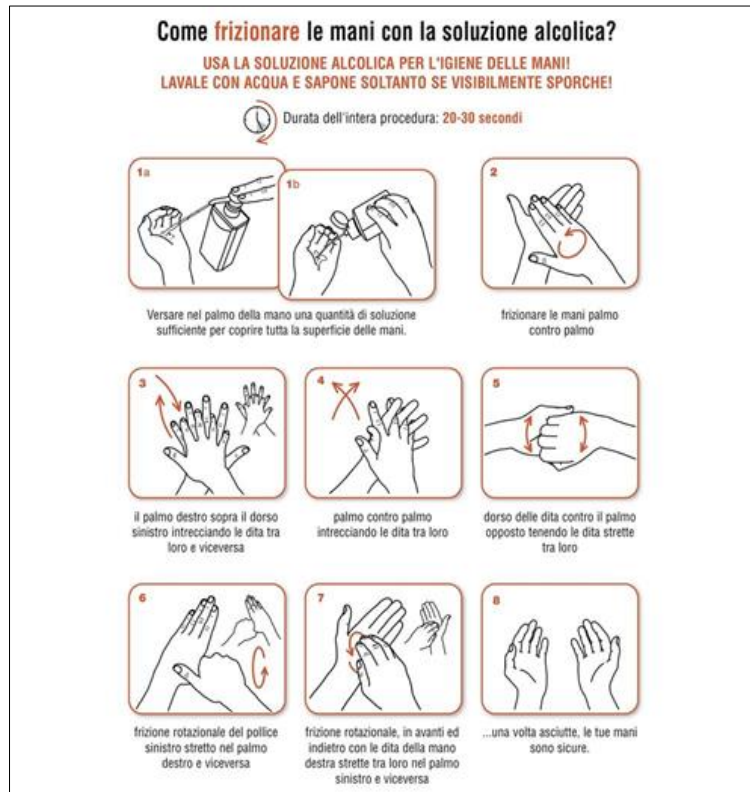 Come frizionare le mani con la soluzione alcolica?
USA LA SOLUZIONE ALCOLICA PER L'IGIENE DELLE MANI!
LAVALE CON ACQUA E SAPONE SOLTANTO SE VISIBILMENTE SPORCHE!
Durata dell'intera procedura: 20-30 secondi
1a
1b
2
Versare nel palmo della mano una quantità di soluzione
sufficiente per coprire tutta la superficie delle mani.
frizionare le mani palmo
contro palmo
3
4
5
il palmo destro sopra il dorso
sinistro intrecciando le dita tra
loro e viceversa
palmo contro palmo
intrecciando le dita tra loro
dorso delle dita contro il palmo
opposto tenendo le dita strette
tra loro
6
7
8
frizione rotazionale del pollice
sinistro stretto nel palmo
destro e viceversa
frizione rotazionale, in avanti ed
indietro con le dita della mano
destra strette tra loro nel palmo
sinistro e viceversa
...una volta asciutte, le tue mani
sono sicure.